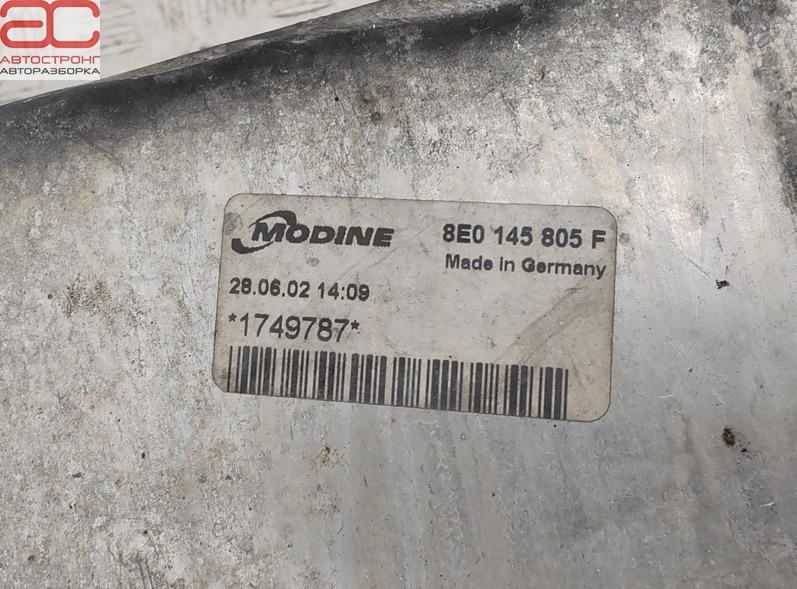 АС
АВТОСТРОНГ
АВТОРАЗБОРКА
MODINE
8E0 145 805 F
Made in Germany
28.06.02 14:09
*1749787*